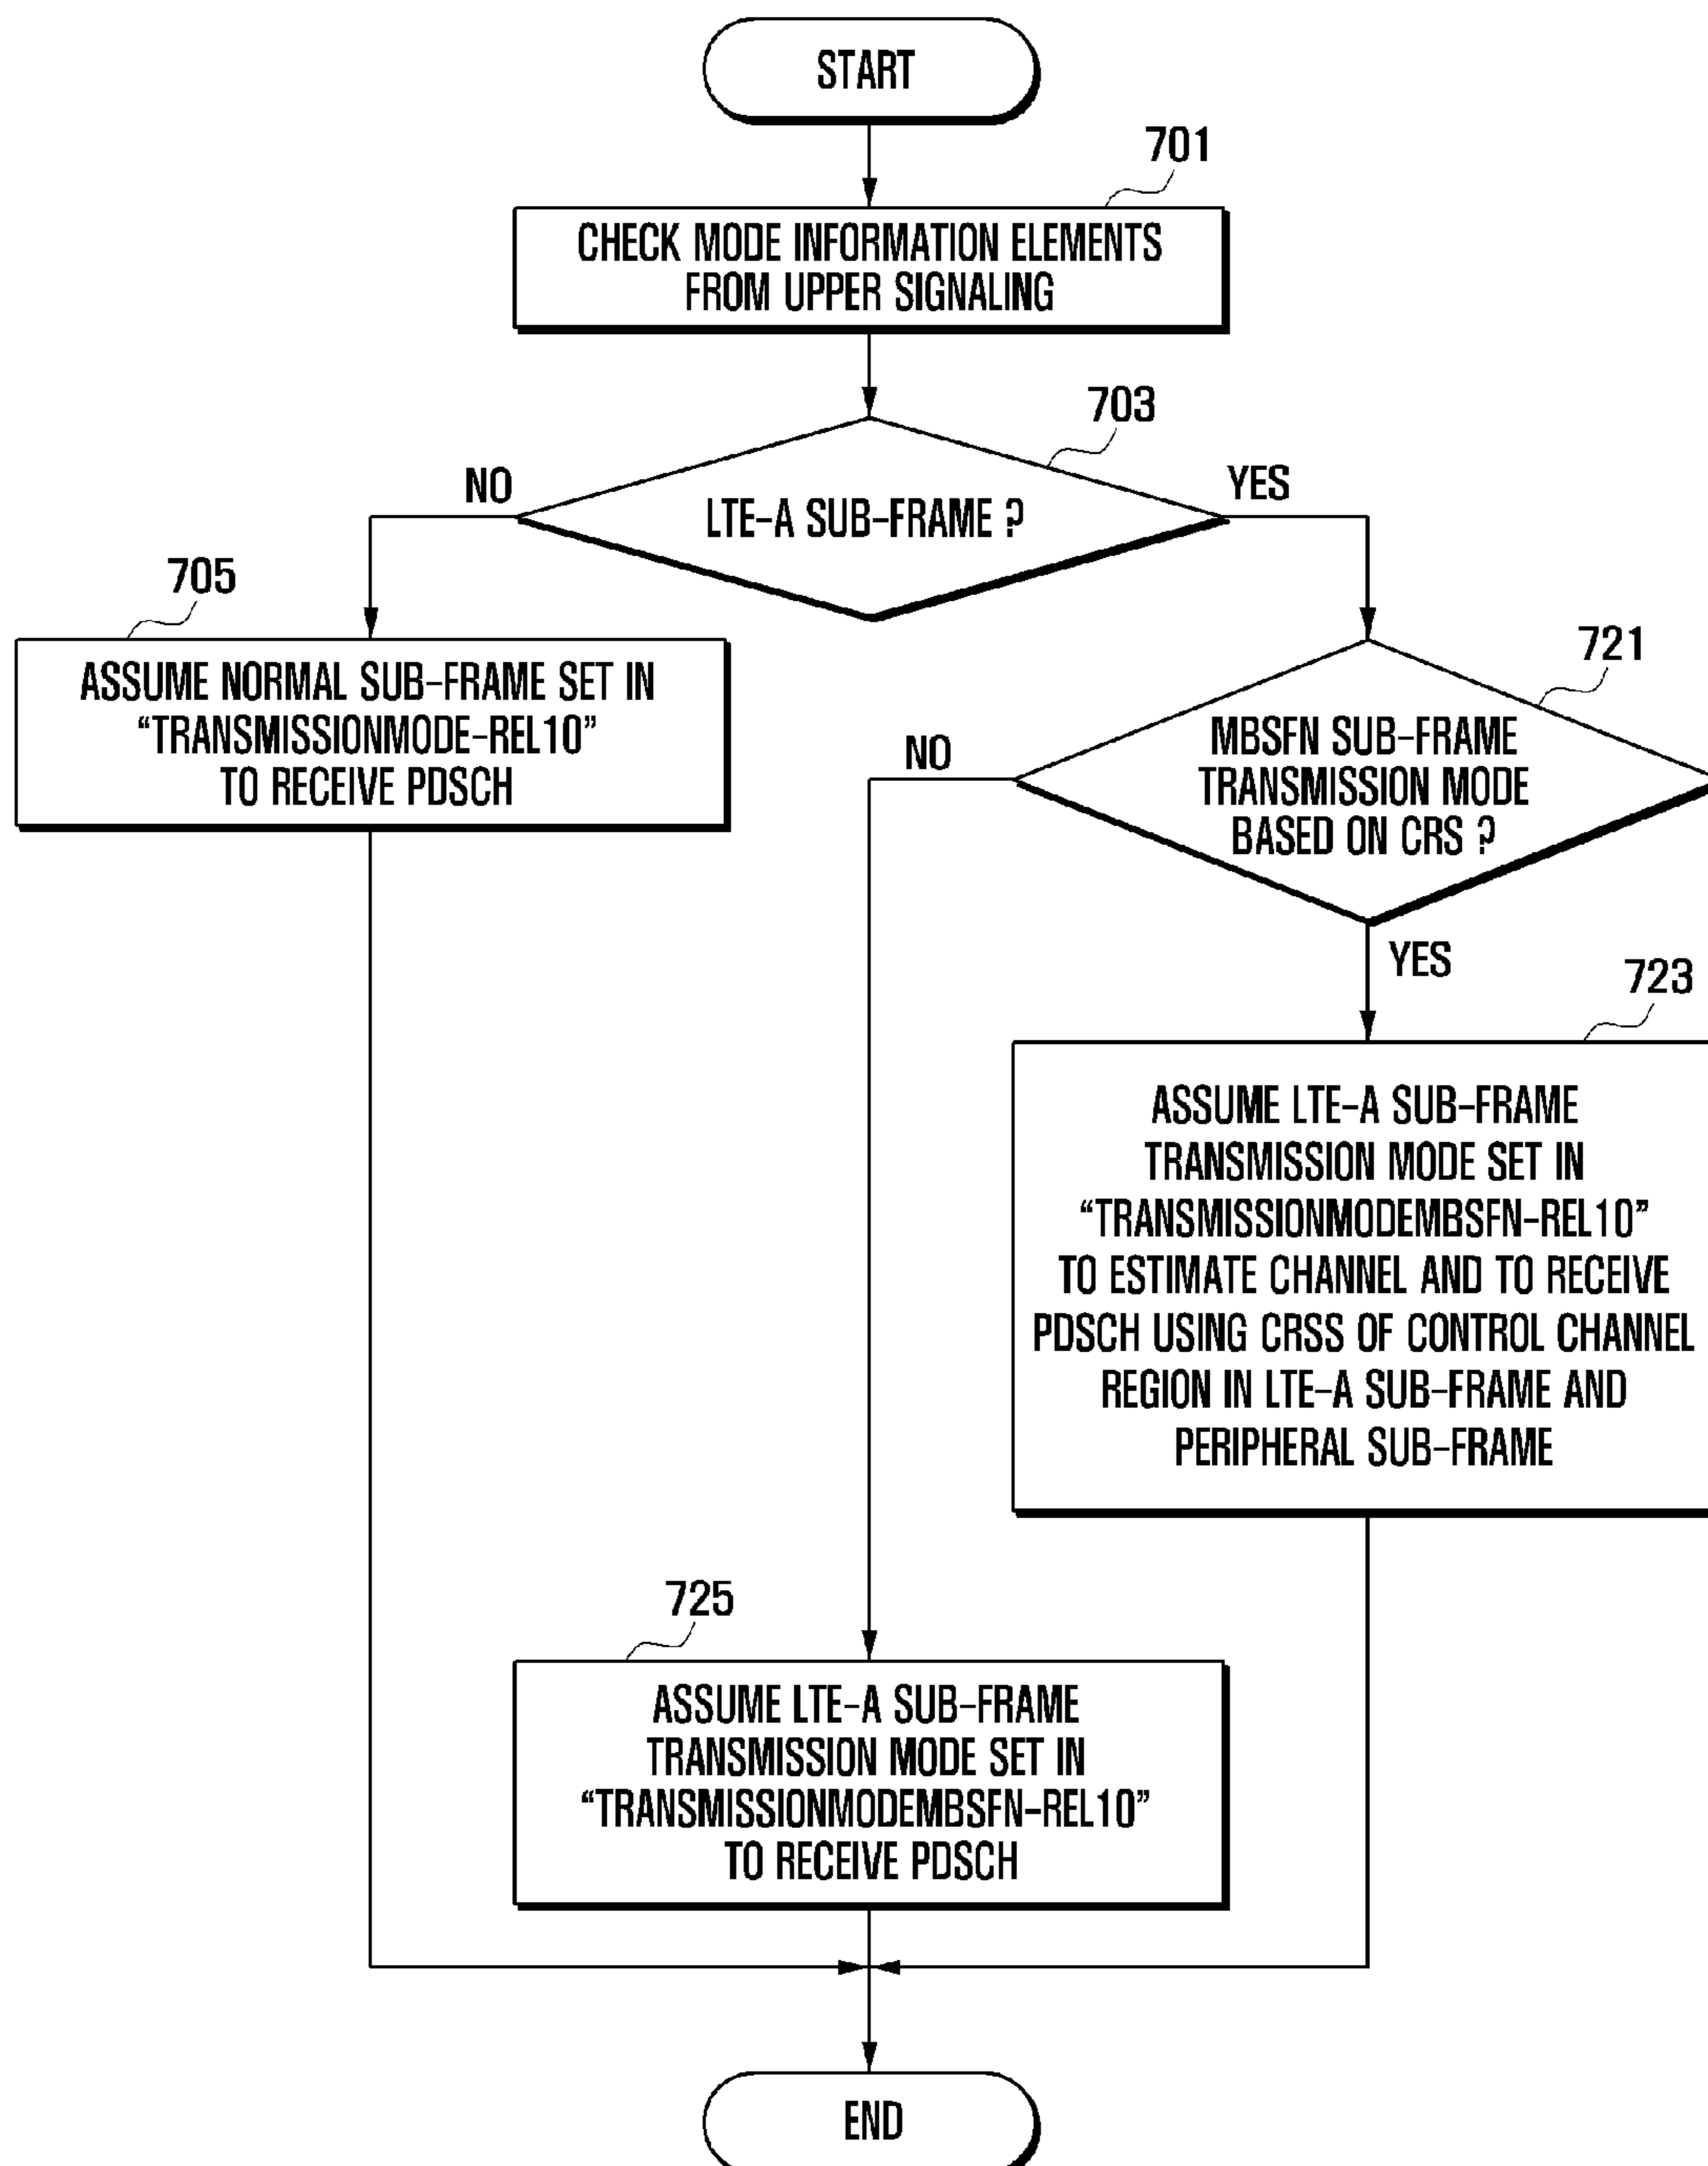 START
701
CHECK MODE INFORMATION ELEMENTS
FROM UPPER SIGNALING
703
NO
YES
LTE-A SUB-FRAME ?
705
ASSUME NORMAL SUB-FRAME SET IN
“TRANSMISSIONMODE-REL10”
TO RECEIVE PDSCH
721
NO
MBSFN SUB-FRAME
TRANSMISSION MODE
BASED ON CRS ?
YES
723
ASSUME LTE-A SUB-FRAME
TRANSMISSION MODE SET IN
“TRANSMISSIONMODEMBSFN-REL10”
TO ESTIMATE CHANNEL AND TO RECEIVE
PDSCH USING CRSS OF CONTROL CHANNEL
REGION IN LTE-A SUB-FRAME AND
PERIPHERAL SUB-FRAME
725
ASSUME LTE-A SUB-FRAME
TRANSMISSION MODE SET IN
“TRANSMISSIONMODEMBSFN-REL10”
TO RECEIVE PDSCH
END